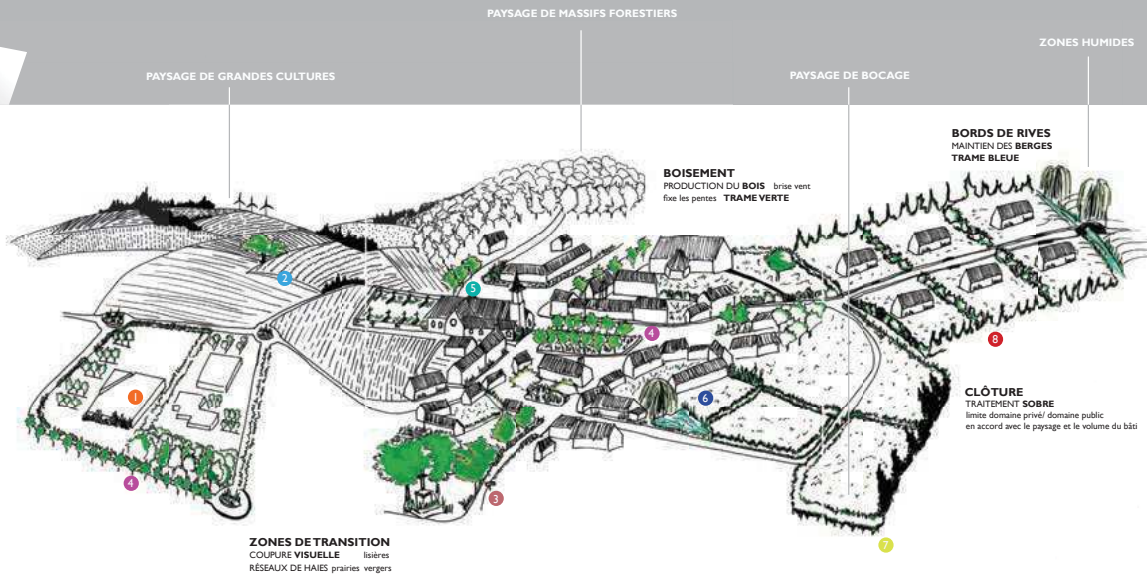 PAYSAGE DE MASSIFS FORESTIERS
ZONES HUMIDES
PAYSAGE DE GRANDES CULTURES
PAYSAGE DE BOCAGE
BORDS DE RIVES
MAINTIEN DES BERGES
TRAME BLEUE
BOISEMENT
PRODUCTION DU BOIS brise vent
fixe les pentes TRAME VERTE
2
5
4
8
1
6
CLÔTURE
TRAITEMENT SOBRE
limite domaine privé/ domaine public
en accord avec le paysage et le volume du bâti
4
3
7
ZONES DE TRANSITION
COUPURE VISUELLE lisières
RÉSEAUX DE HAIES prairies vergers